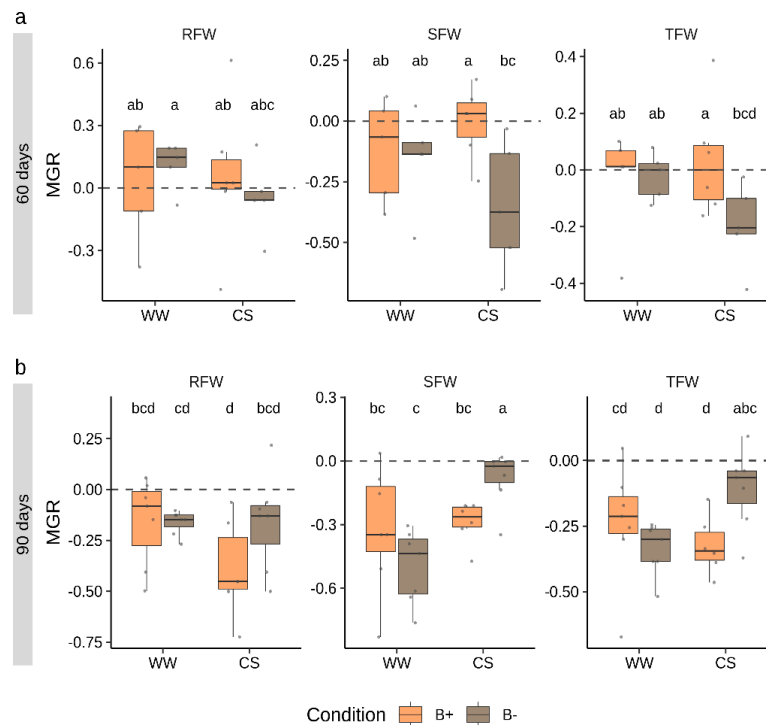 a
60 days
RFW
SFW
TFW
MGR
0.6
0.3
0.0
-0.3
ab
a
ab
abc
WW
CS
0.25
0.00
-0.25
-0.50
ab
ab
a
bc
WW
CS
0.4
0.2
0.0
-0.2
-0.4
ab
ab
a
bcd
WW
CS
b
90 days
RFW
SFW
TFW
MGR
0.25
0.00
-0.25
-0.50
-0.75
bcd
cd
d
bcd
WW
CS
0.3
0.0
-0.3
-0.6
bc
c
bc
a
WW
CS
0.00
-0.25
-0.50
cd
d
d
abc
WW
CS
Condition B+ B-